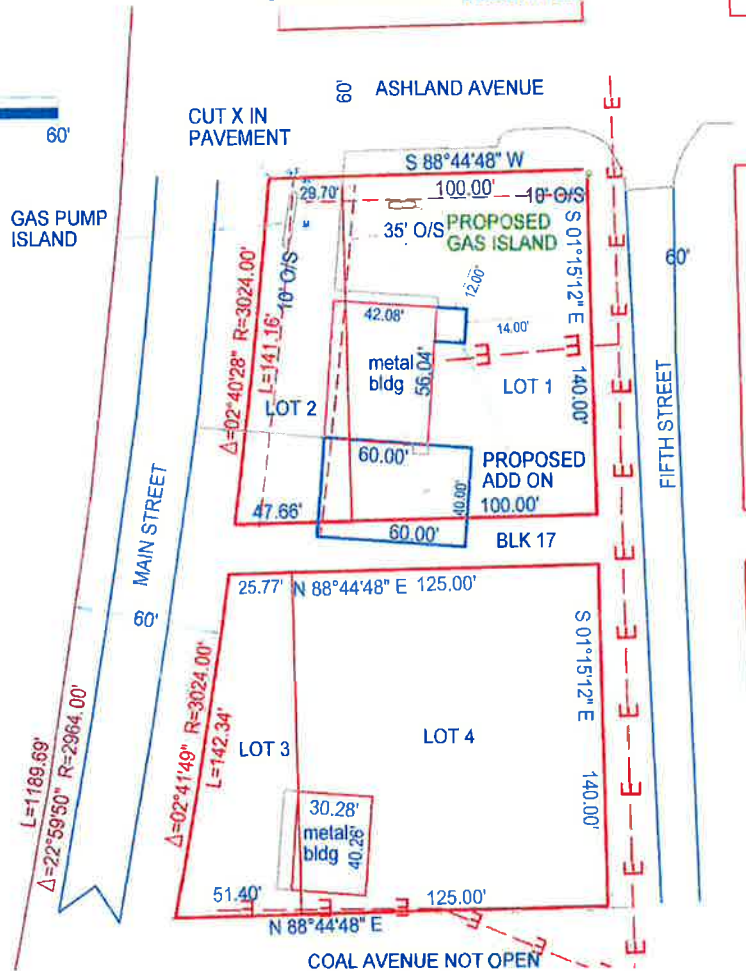 60'
ASHLAND AVENUE
60'
CUT X IN
PAVEMENT
S 88°44'48" W
29.70'
100.00'
10' O/S
GAS PUMP
ISLAND
35' O/S
PROPOSED
GAS ISLAND
S 01°15'12" E
60'
10' O/S
12.00'
42.08'
14.00'
Δ=02°40'28" R=3024.00'
L=141.16'
metal
bldg
56.04'
E
E
LOT 1
140.00'
LOT 2
FIFTH STREET
60.00'
PROPOSED
ADD ON
40.00'
47.66'
100.00'
60.00'
BLK 17
MAIN STREET
25.77'
N 88°44'48" E 125.00'
60'
S 01°15'12" E
Δ=02°41'49" R=3024.00'
L=142.34'
LOT 3
LOT 4
L=1189.69'
Δ=22°59'50" R=2964.00'
30.28'
metal
bldg
40.26'
140.00'
51.40'
125.00'
E
E
E
E
E
N 88°44'48" E
COAL AVENUE NOT OPEN
E
E
E
E
E
E
E
E
E
E
E
E
E